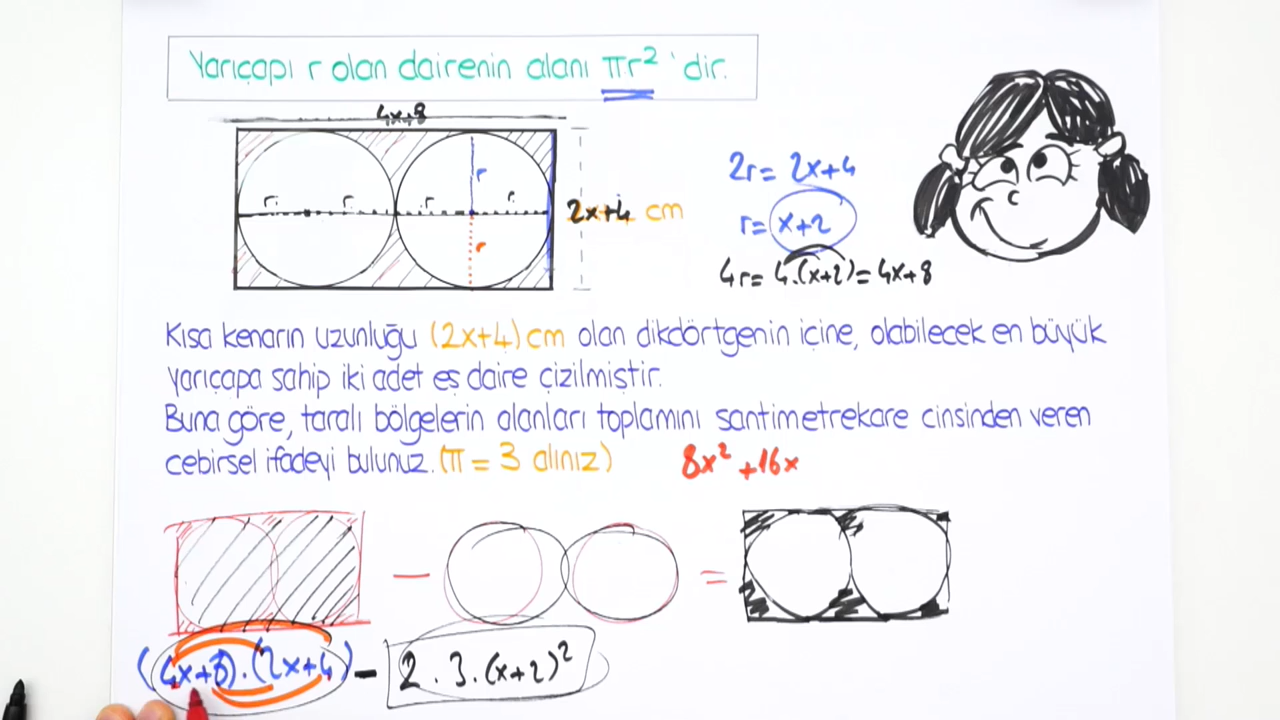 Yarıçapı r olan dairenin alanı πr² 'dir.
4x+8
r r r r
r
r
2x+4 cm
2r = 2x+4
r = x+2
4r = 4.(x+2) = 4x+8
Kısa kenarın uzunluğu (2x+4) cm olan dikdörtgenin içine, olabilecek en büyük
yarıçapa sahip iki adet eş daire çizilmiştir.
Buna göre, taralı bölgelerin alanları toplamını santimetrekare cinsinden veren
cebirsel ifadeyi bulunuz. (π = 3 alınız)
8x² +16x
− =
(4x+8).(2x+4) − 2 . 3 . (x+2)²